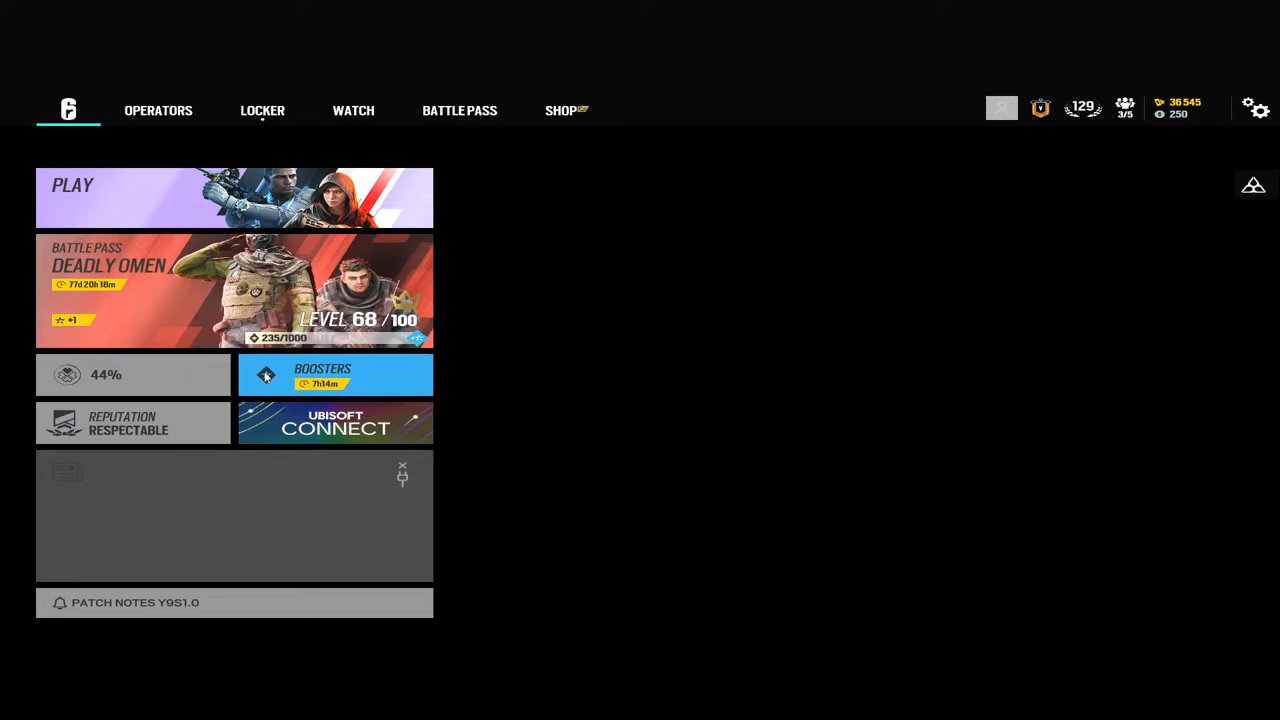 OPERATORS
LOCKER
WATCH
BATTLE PASS
SHOP
V
129
3/5
36 545
250
PLAY
BATTLE PASS
DEADLY OMEN
77d 20h 18m
+1
LEVEL 68 /100
235/1000
44%
BOOSTERS
7h14m
REPUTATION
RESPECTABLE
UBISOFT
CONNECT
PATCH NOTES Y9S1.0